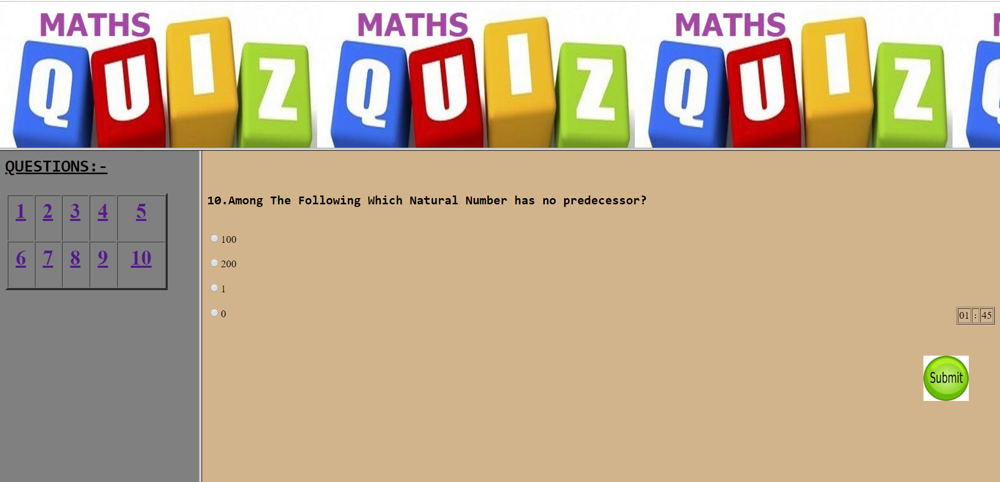 MATHS MATHS MATHS
QUIZ QUIZ QUIZ Q
QUESTIONS:-
1 2 3 4 5
6 7 8 9 10
10.Among The Following Which Natural Number has no predecessor?
100
200
1
0
01 : 45
Submit